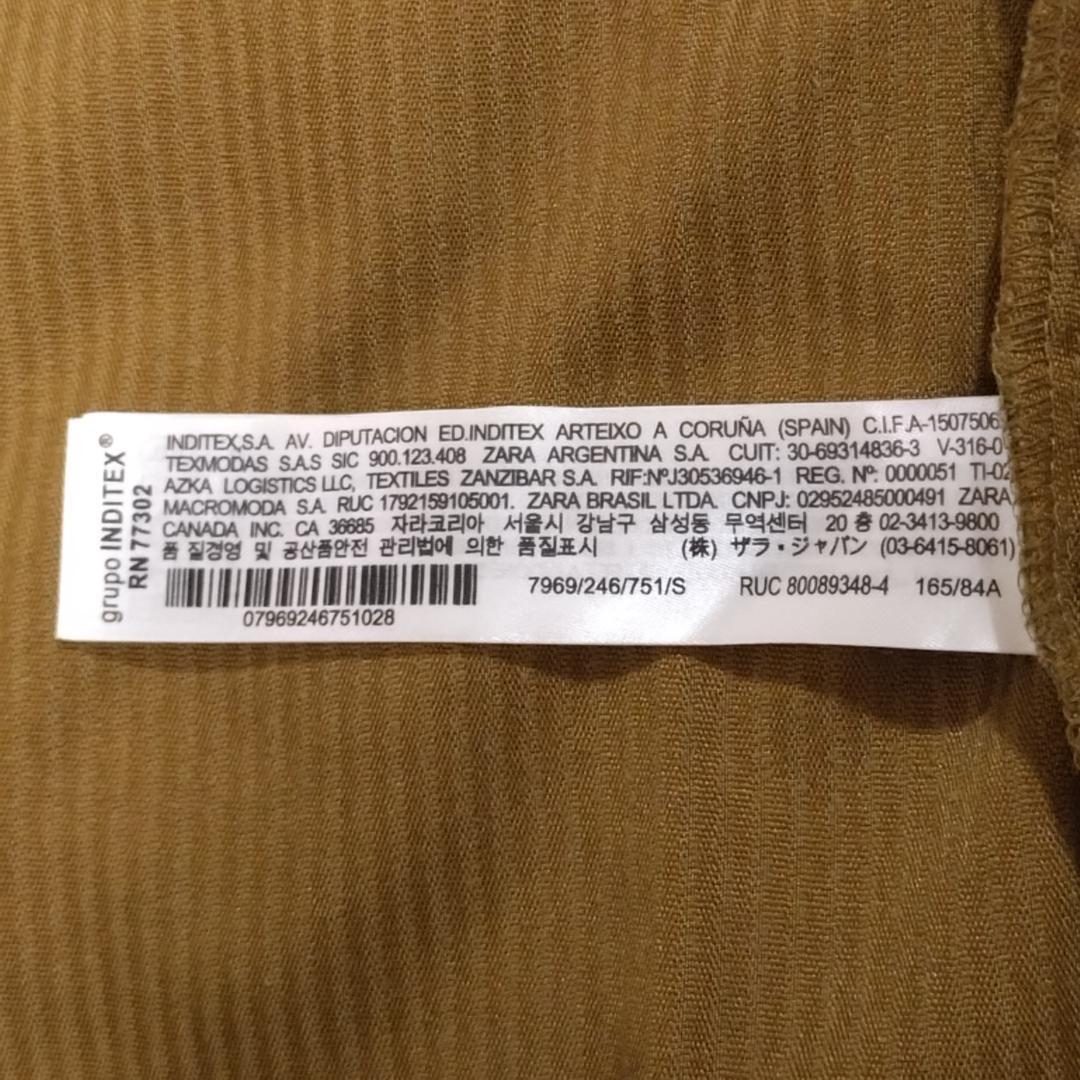 grupo INDITEX®
RN 77302
INDITEX,S.A. AV. DIPUTACION ED.INDITEX ARTEIXO A CORUÑA (SPAIN) C.I.F.A-1507506
TEXMODAS S.A.S SIC 900.123.408 ZARA ARGENTINA S.A. CUIT: 30-69314836-3 V-316-0
AZKA LOGISTICS LLC, TEXTILES ZANZIBAR S.A. RIF:NºJ30536946-1 REG. Nº: 0000051 TI-02
MACROMODA S.A. RUC 1792159105001. ZARA BRASIL LTDA. CNPJ: 02952485000491 ZARA
CANADA INC. CA 36685 자라코리아 서울시 강남구 삼성동 무역센터 20 층 02-3413-9800
품 질경영 및 공산품안전 관리법에 의한 품질표시 (株) ザラ・ジャパン (03-6415-8061)
7969/246/751/S RUC 80089348-4 165/84A
07969246751028